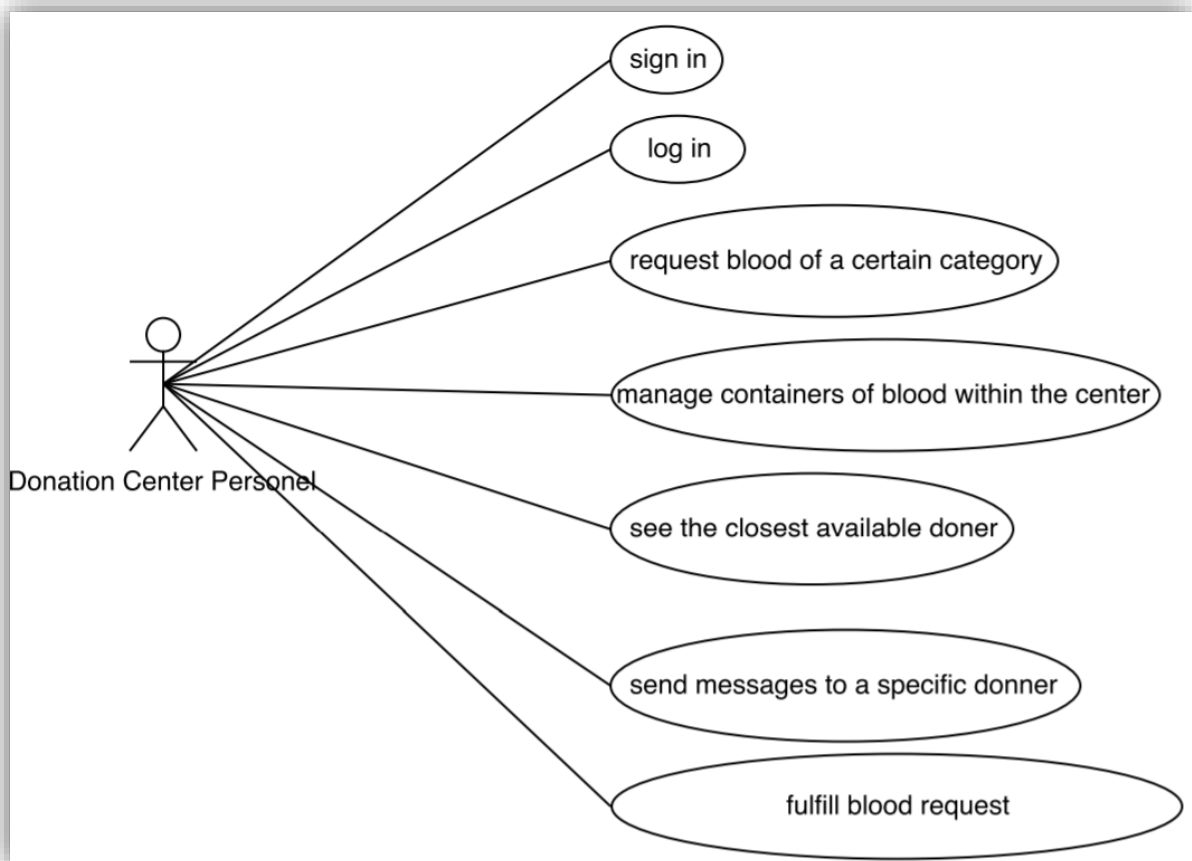 sign in
log in
request blood of a certain category
manage containers of blood within the center
Donation Center Personel
see the closest available doner
send messages to a specific donner
fulfill blood request